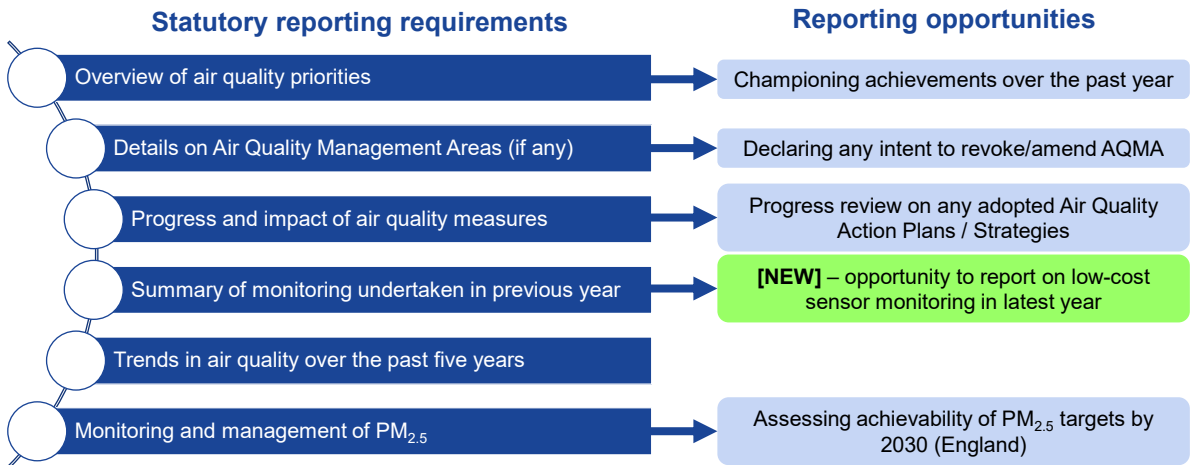 Statutory reporting requirements
Reporting opportunities
Overview of air quality priorities
Championing achievements over the past year
Details on Air Quality Management Areas (if any)
Declaring any intent to revoke/amend AQMA
Progress and impact of air quality measures
Progress review on any adopted Air Quality
Action Plans / Strategies
Summary of monitoring undertaken in previous year
[NEW] – opportunity to report on low-cost
sensor monitoring in latest year
Trends in air quality over the past five years
Monitoring and management of PM2.5
Assessing achievability of PM2.5 targets by
2030 (England)